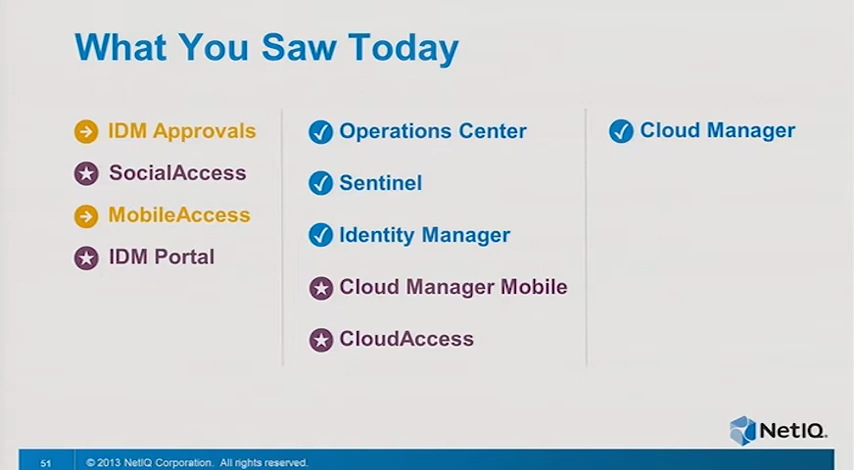 What You Saw Today
IDM Approvals
SocialAccess
MobileAccess
IDM Portal
Operations Center
Sentinel
Identity Manager
Cloud Manager Mobile
CloudAccess
Cloud Manager
NetIQ.
51 © 2013 NetIQ Corporation. All rights reserved.